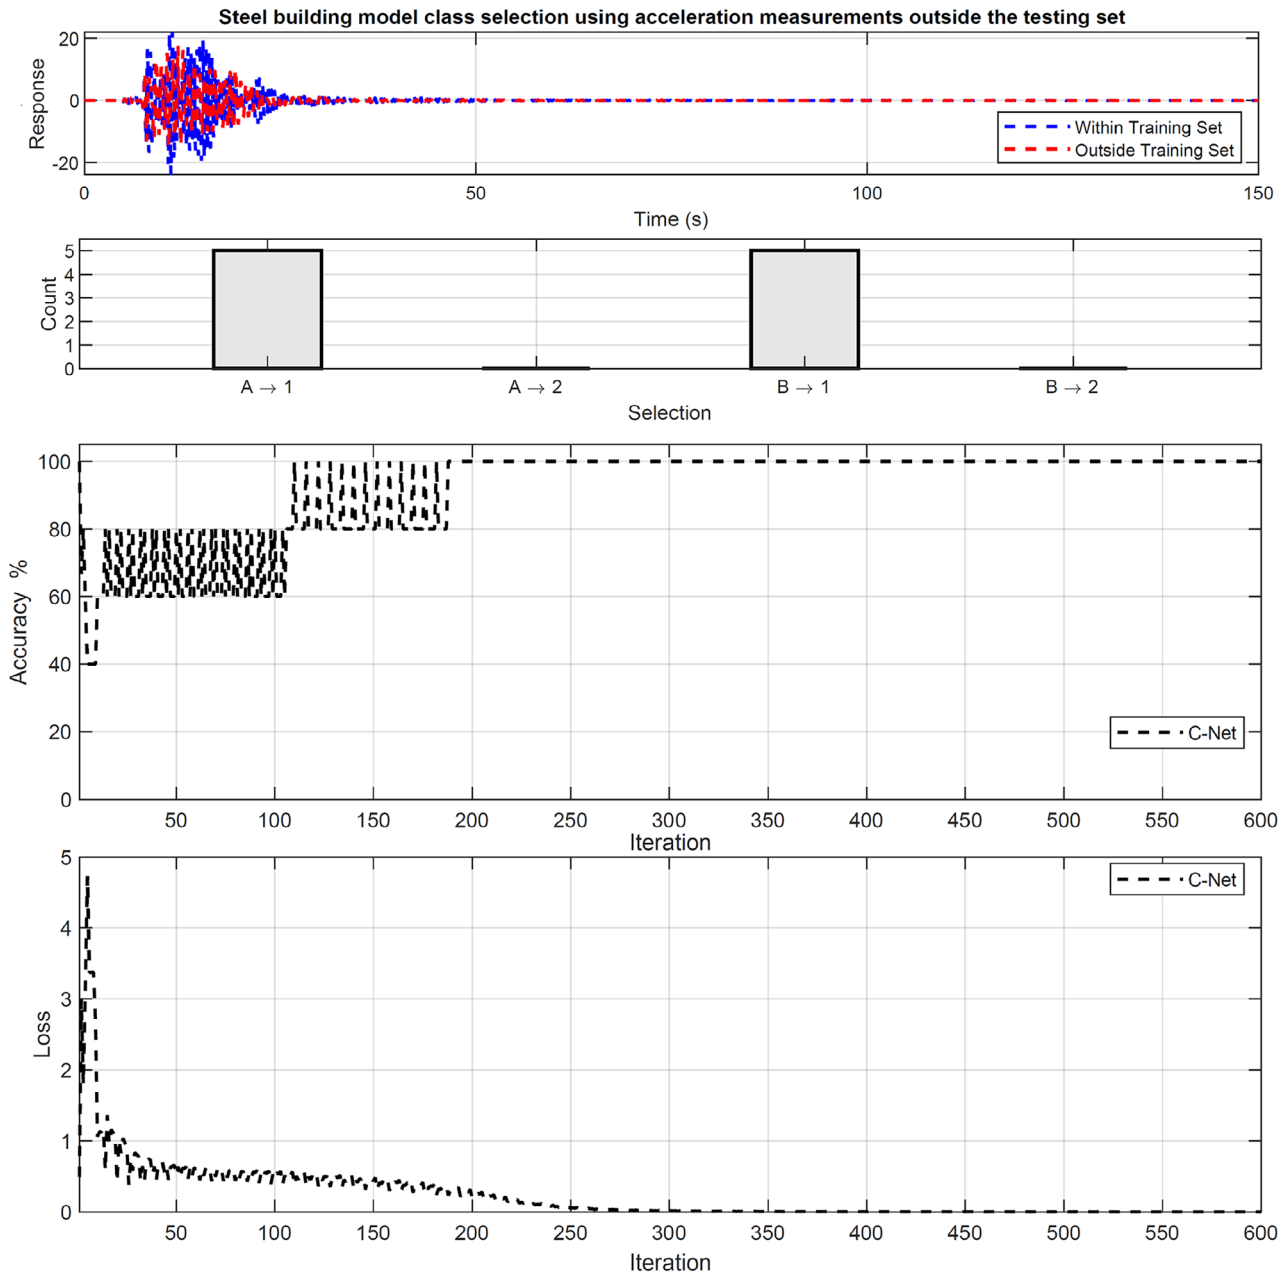 Steel building model class selection using acceleration measurements outside the testing set
Response
20
0
-20
Within Training Set
Outside Training Set
0 50 100 150
Time (s)
Count
5
4
3
2
1
0
A → 1 A → 2 B → 1 B → 2
Selection
Accuracy %
100
80
60
40
20
0
C-Net
50 100 150 200 250 300 350 400 450 500 550 600
Iteration
Loss
5
4
3
2
1
0
C-Net
50 100 150 200 250 300 350 400 450 500 550 600
Iteration